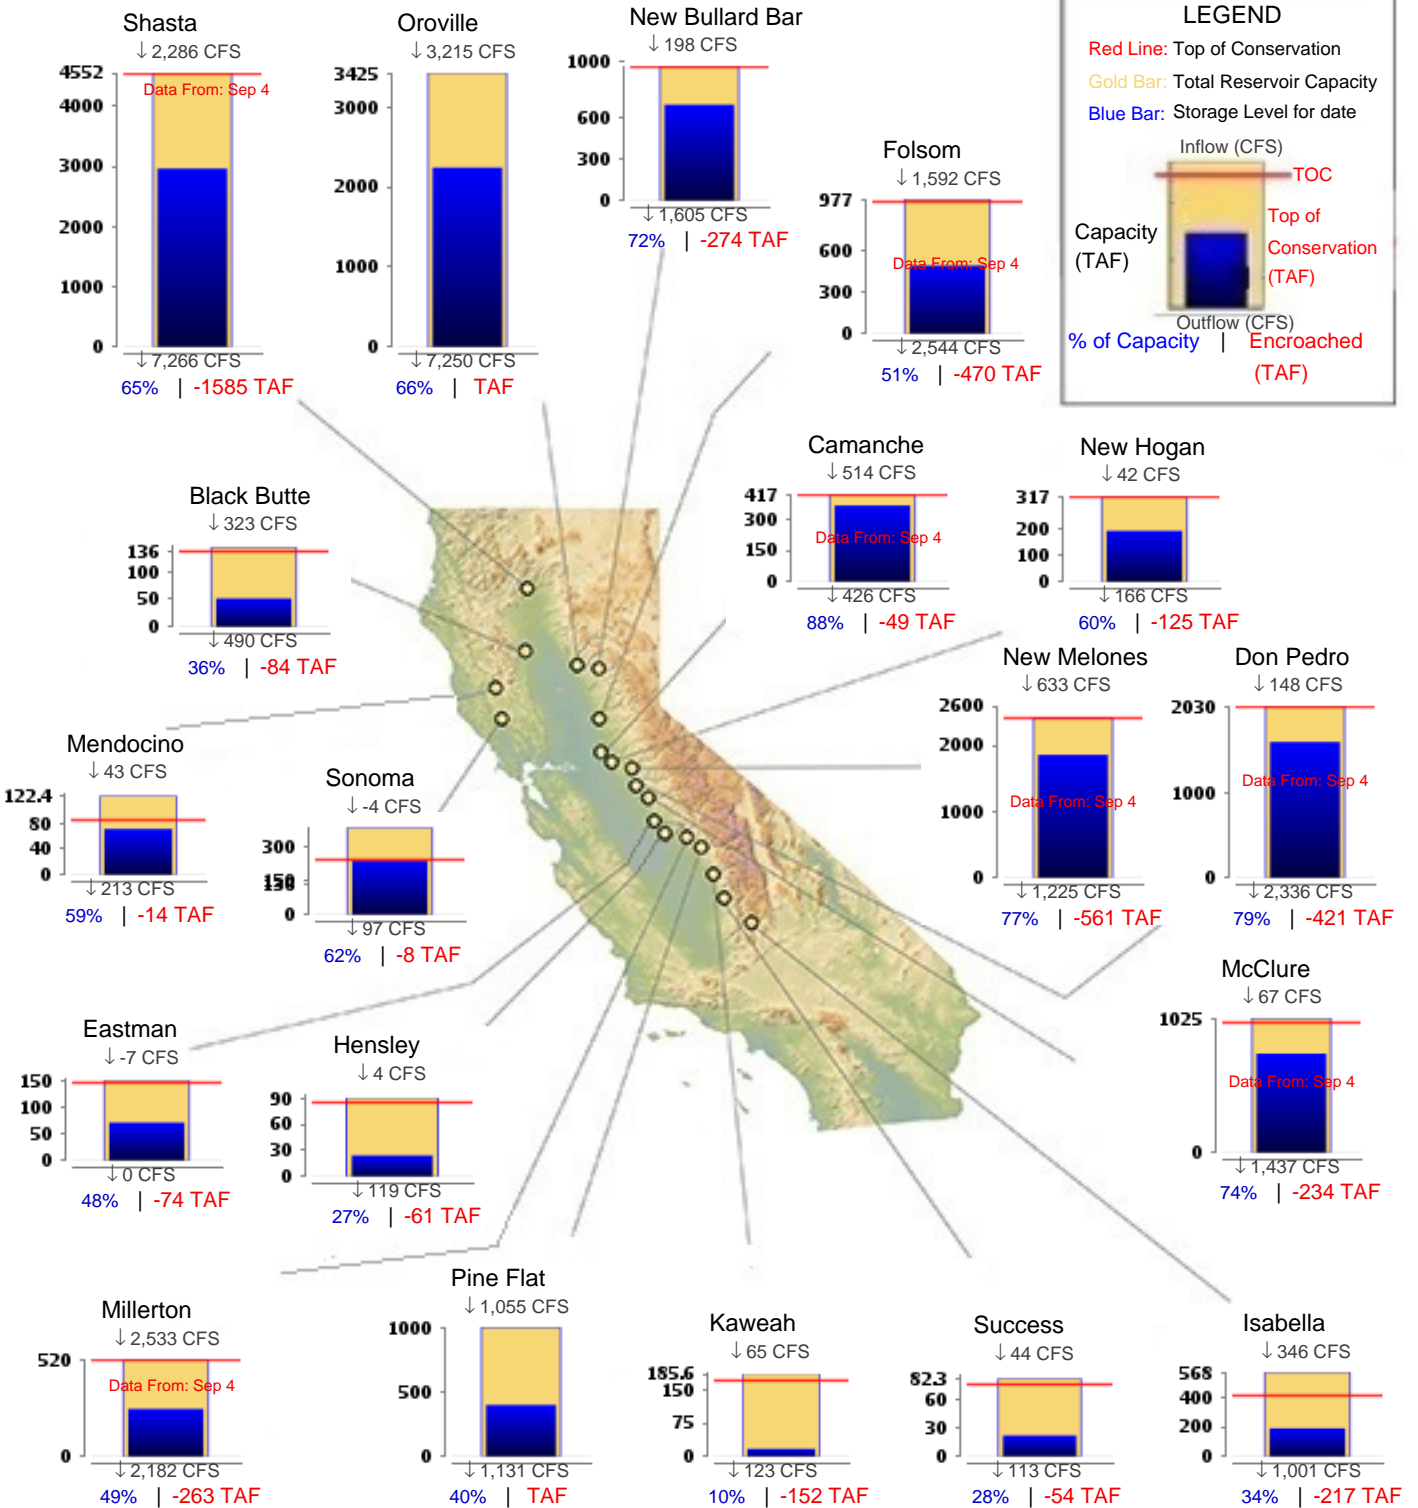 Shasta
↓ 2,286 CFS
4552
4000
3000
2000
1000
0
Data From: Sep 4
↓ 7,266 CFS
65% | -1585 TAF
Oroville
↓ 3,215 CFS
3425
3000
2000
1000
0
↓ 7,250 CFS
66% | TAF
New Bullard Bar
↓ 198 CFS
1000
600
300
0
↓ 1,605 CFS
72% | -274 TAF
Folsom
↓ 1,592 CFS
977
600
300
0
Data From: Sep 4
↓ 2,544 CFS
51% | -470 TAF
LEGEND
Red Line: Top of Conservation
Gold Bar: Total Reservoir Capacity
Blue Bar: Storage Level for date
Inflow (CFS)
TOC
Capacity
(TAF)
Top of
Conservation
(TAF)
Outflow (CFS)
% of Capacity | Encroached
(TAF)
Black Butte
↓ 323 CFS
136
100
50
0
↓ 490 CFS
36% | -84 TAF
Camanche
↓ 514 CFS
417
300
150
0
Data From: Sep 4
↓ 426 CFS
88% | -49 TAF
New Hogan
↓ 42 CFS
317
200
100
0
↓ 166 CFS
60% | -125 TAF
New Melones
↓ 633 CFS
2600
2000
1000
0
Data From: Sep 4
↓ 1,225 CFS
77% | -561 TAF
Don Pedro
↓ 148 CFS
2030
1000
0
Data From: Sep 4
↓ 2,336 CFS
79% | -421 TAF
Mendocino
↓ 43 CFS
122.4
80
40
0
↓ 213 CFS
59% | -14 TAF
Sonoma
↓ -4 CFS
300
150
0
↓ 97 CFS
62% | -8 TAF
McClure
↓ 67 CFS
1025
0
Data From: Sep 4
↓ 1,437 CFS
74% | -234 TAF
Eastman
↓ -7 CFS
150
100
50
0
↓ 0 CFS
48% | -74 TAF
Hensley
↓ 4 CFS
90
60
30
0
↓ 119 CFS
27% | -61 TAF
Millerton
↓ 2,533 CFS
520
0
Data From: Sep 4
↓ 2,182 CFS
49% | -263 TAF
Pine Flat
↓ 1,055 CFS
1000
500
0
↓ 1,131 CFS
40% | TAF
Kaweah
↓ 65 CFS
185.6
150
75
0
↓ 123 CFS
10% | -152 TAF
Success
↓ 44 CFS
82.3
60
30
0
↓ 113 CFS
28% | -54 TAF
Isabella
↓ 346 CFS
568
400
200
0
↓ 1,001 CFS
34% | -217 TAF